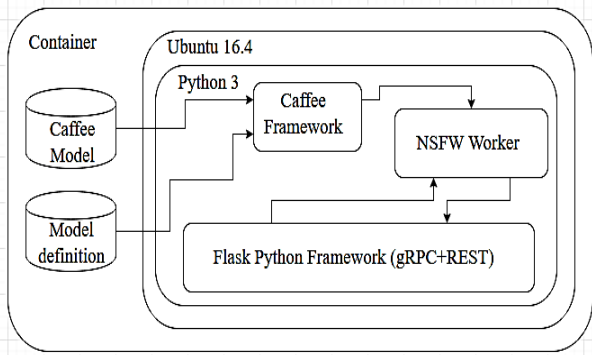 Container
Ubuntu 16.4
Python 3
Caffee
Framework
Caffee
Model
NSFW Worker
Model
definition
Flask Python Framework (gRPC+REST)